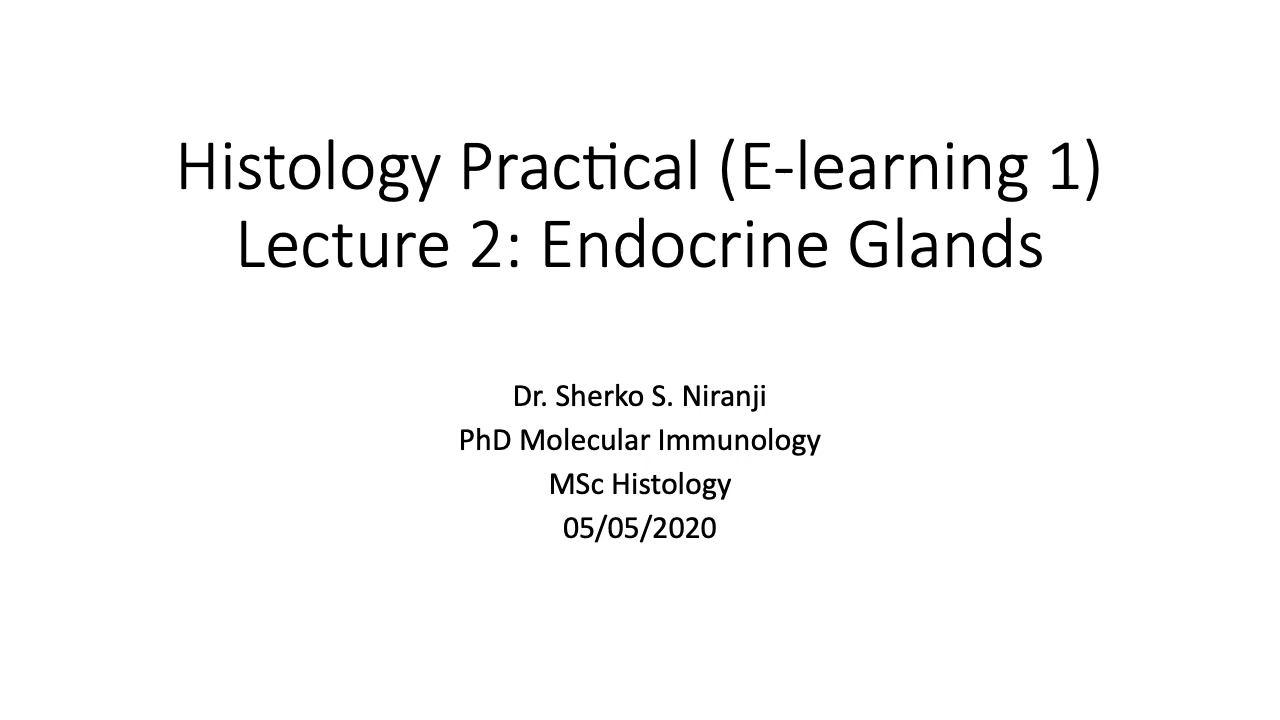 Histology Practical (E-learning 1)
Lecture 2: Endocrine Glands
Dr. Sherko S. Niranji
PhD Molecular Immunology
MSc Histology
05/05/2020